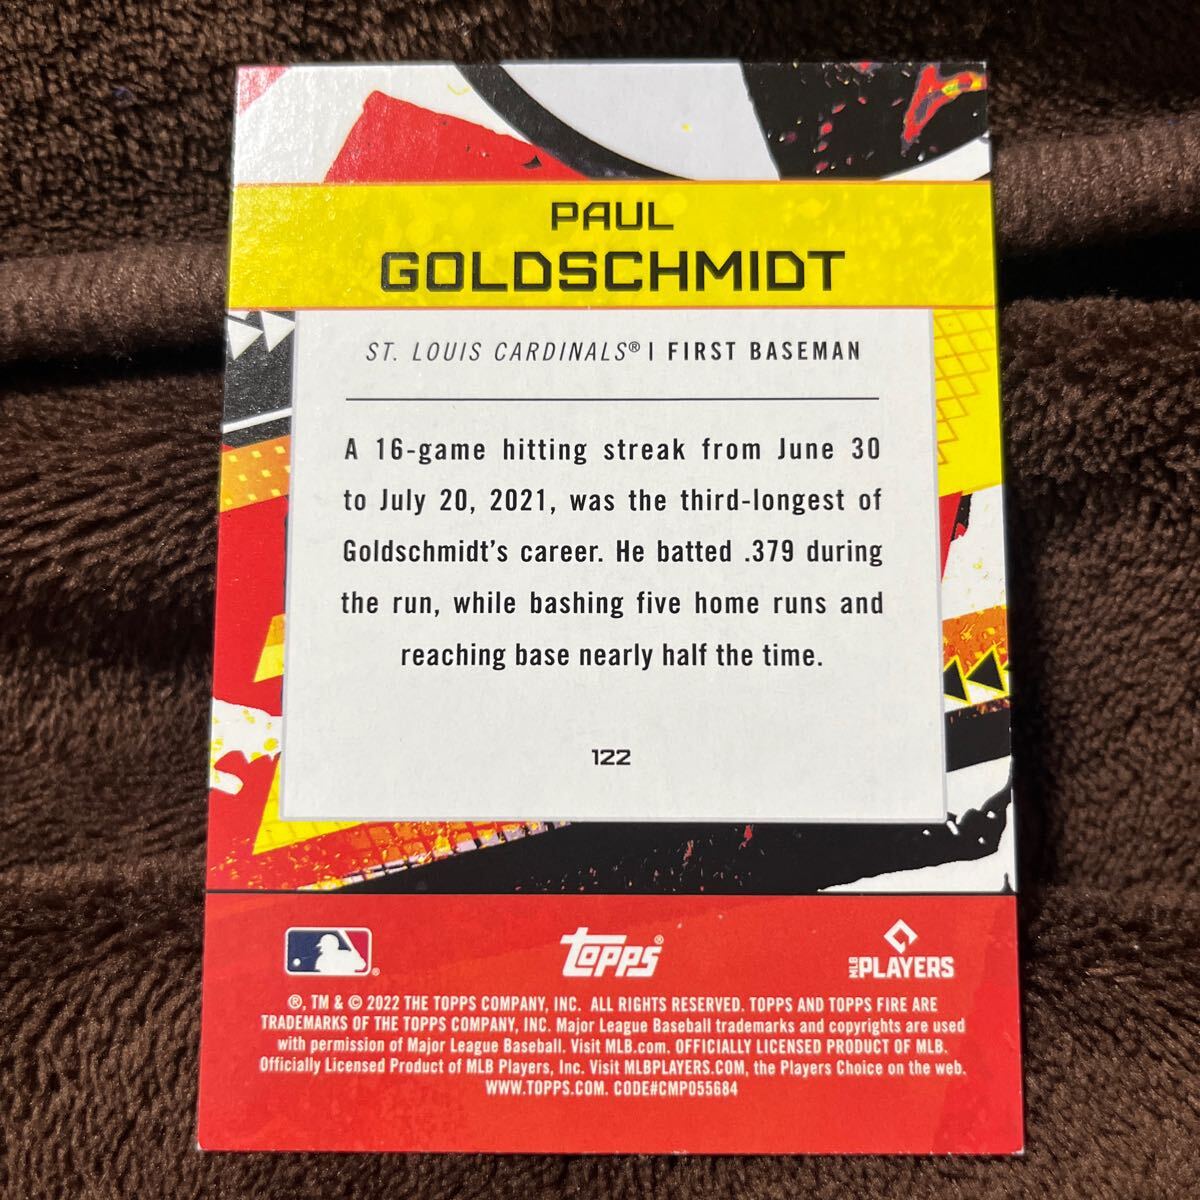 PAUL
GOLDSCHMIDT
ST. LOUIS CARDINALS® | FIRST BASEMAN
A 16-game hitting streak from June 30
to July 20, 2021, was the third-longest of
Goldschmidt's career. He batted .379 during
the run, while bashing five home runs and
reaching base nearly half the time.
122
®
TOPPS®
MLB PLAYERS
®, TM & © 2022 THE TOPPS COMPANY, INC. ALL RIGHTS RESERVED. TOPPS AND TOPPS FIRE ARE
TRADEMARKS OF THE TOPPS COMPANY, INC. Major League Baseball trademarks and copyrights are used
with permission of Major League Baseball. Visit MLB.com. OFFICIALLY LICENSED PRODUCT OF MLB.
Officially Licensed Product of MLB Players, Inc. Visit MLBPLAYERS.COM, the Players Choice on the web.
WWW.TOPPS.COM. CODE#CMP055684